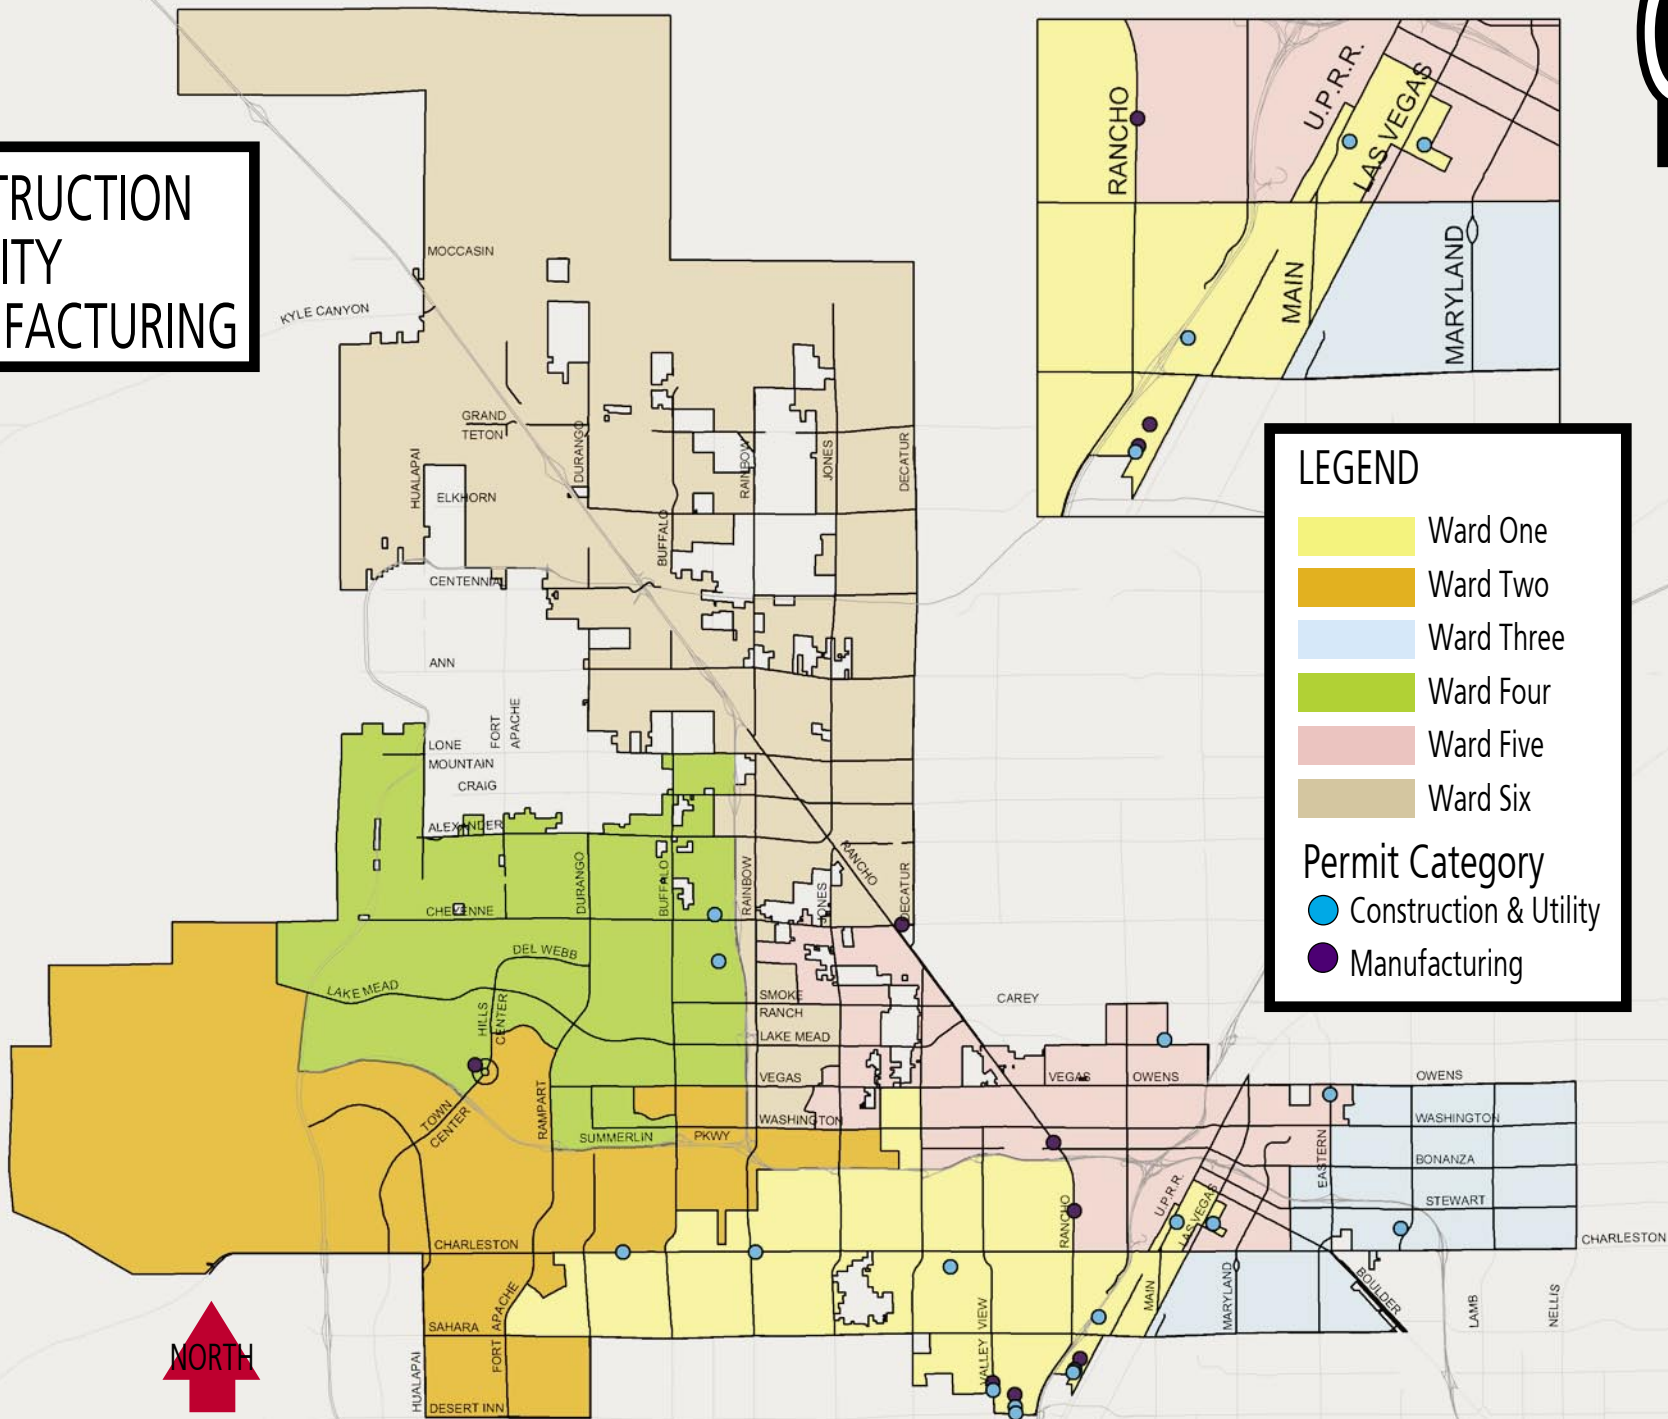 TRUCTION
ITY
FACTURING
MOCCASIN
KYLE CANYON
GRAND
TETON
HUALAPAI
ELKHORN
DURANGO
BUFFALO
RAINBOW
JONES
DECATUR
CENTENNIAL
ANN
FORT
APACHE
LONE
MOUNTAIN
CRAIG
ALEXANDER
DURANGO
BUFFALO
RAINBOW
JONES
RANCHO
DECATUR
CHEYENNE
DEL WEBB
LAKE MEAD
HILLS
CENTER
SMOKE
RANCH
LAKE MEAD
CAREY
VEGAS
VEGAS
OWENS
OWENS
TOWN
CENTER
RAMPART
WASHINGTON
WASHINGTON
SUMMERLIN
PKWY
EASTERN
BONANZA
STEWART
U.P.R.R.
LAS VEGAS
RANCHO
CHARLESTON
CHARLESTON
SAHARA
FORT APACHE
HUALAPAI
DESERT INN
VALLEY VIEW
MAIN
MARYLAND
BOULDER
LAMB
NELLIS
NORTH
RANCHO
U.P.R.R.
LAS VEGAS
MAIN
MARYLAND
LEGEND
Ward One
Ward Two
Ward Three
Ward Four
Ward Five
Ward Six
Permit Category
Construction & Utility
Manufacturing